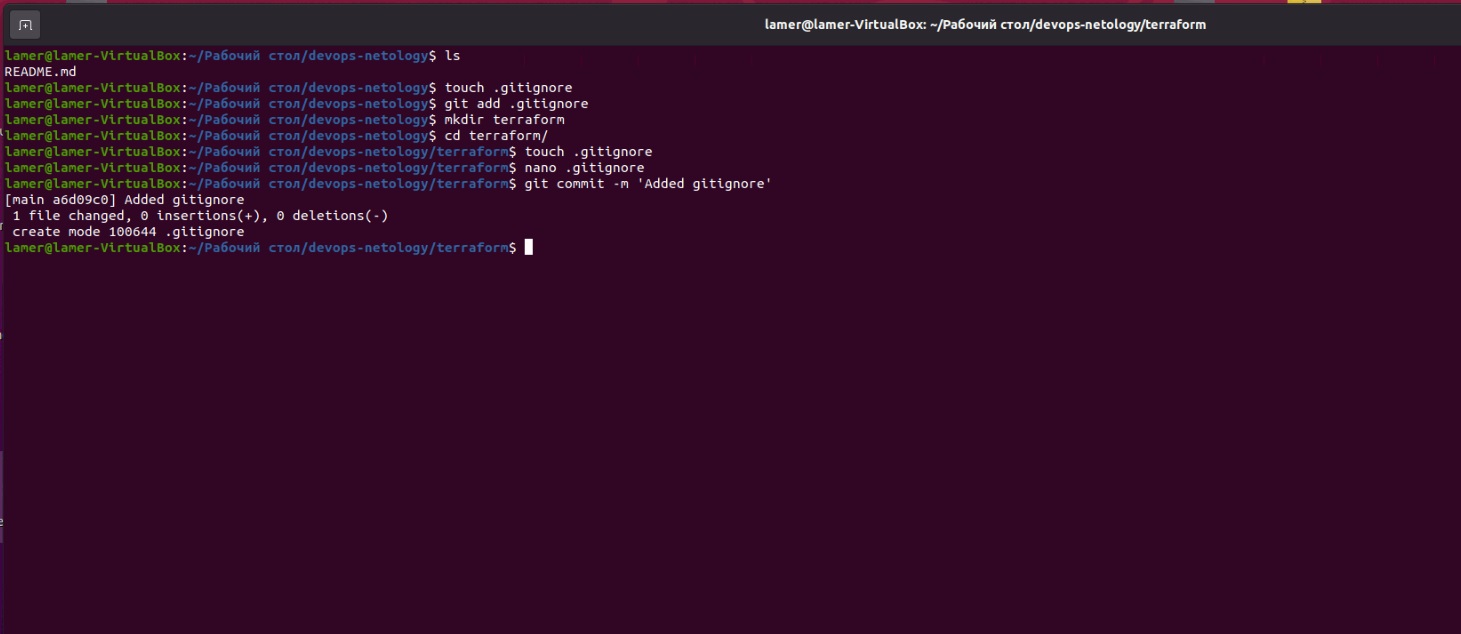 lamer@lamer-VirtualBox: ~/Рабочий стол/devops-netology/terraform
lamer@lamer-VirtualBox:~/Рабочий стол/devops-netology$ ls
README.md
lamer@lamer-VirtualBox:~/Рабочий стол/devops-netology$ touch .gitignore
lamer@lamer-VirtualBox:~/Рабочий стол/devops-netology$ git add .gitignore
lamer@lamer-VirtualBox:~/Рабочий стол/devops-netology$ mkdir terraform
lamer@lamer-VirtualBox:~/Рабочий стол/devops-netology$ cd terraform/
lamer@lamer-VirtualBox:~/Рабочий стол/devops-netology/terraform$ touch .gitignore
lamer@lamer-VirtualBox:~/Рабочий стол/devops-netology/terraform$ nano .gitignore
lamer@lamer-VirtualBox:~/Рабочий стол/devops-netology/terraform$ git commit -m 'Added gitignore'
[main a6d09c0] Added gitignore
 1 file changed, 0 insertions(+), 0 deletions(-)
 create mode 100644 .gitignore
lamer@lamer-VirtualBox:~/Рабочий стол/devops-netology/terraform$